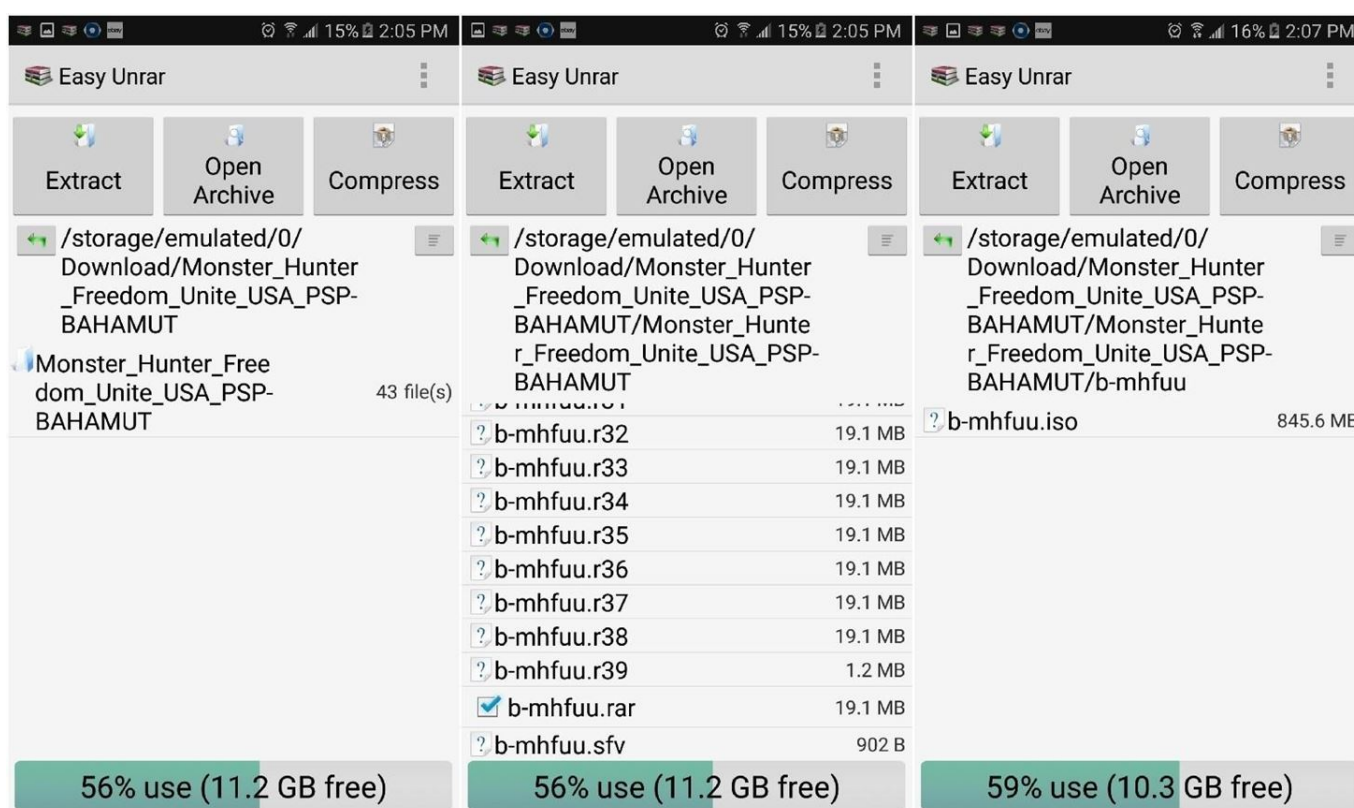 15% 2:05 PM
Easy Unrar
Extract
Open
Archive
Compress
/storage/emulated/0/
Download/Monster_Hunter
_Freedom_Unite_USA_PSP-
BAHAMUT
Monster_Hunter_Free
dom_Unite_USA_PSP-
BAHAMUT
43 file(s)
56% use (11.2 GB free)
15% 2:05 PM
Easy Unrar
Extract
Open
Archive
Compress
/storage/emulated/0/
Download/Monster_Hunter
_Freedom_Unite_USA_PSP-
BAHAMUT/Monster_Hunte
r_Freedom_Unite_USA_PSP-
BAHAMUT
b-mhfuu.r32 19.1 MB
b-mhfuu.r33 19.1 MB
b-mhfuu.r34 19.1 MB
b-mhfuu.r35 19.1 MB
b-mhfuu.r36 19.1 MB
b-mhfuu.r37 19.1 MB
b-mhfuu.r38 19.1 MB
b-mhfuu.r39 1.2 MB
b-mhfuu.rar 19.1 MB
b-mhfuu.sfv 902 B
56% use (11.2 GB free)
16% 2:07 PM
Easy Unrar
Extract
Open
Archive
Compress
/storage/emulated/0/
Download/Monster_Hunter
_Freedom_Unite_USA_PSP-
BAHAMUT/Monster_Hunte
r_Freedom_Unite_USA_PSP-
BAHAMUT/b-mhfuu
b-mhfuu.iso 845.6 MB
59% use (10.3 GB free)